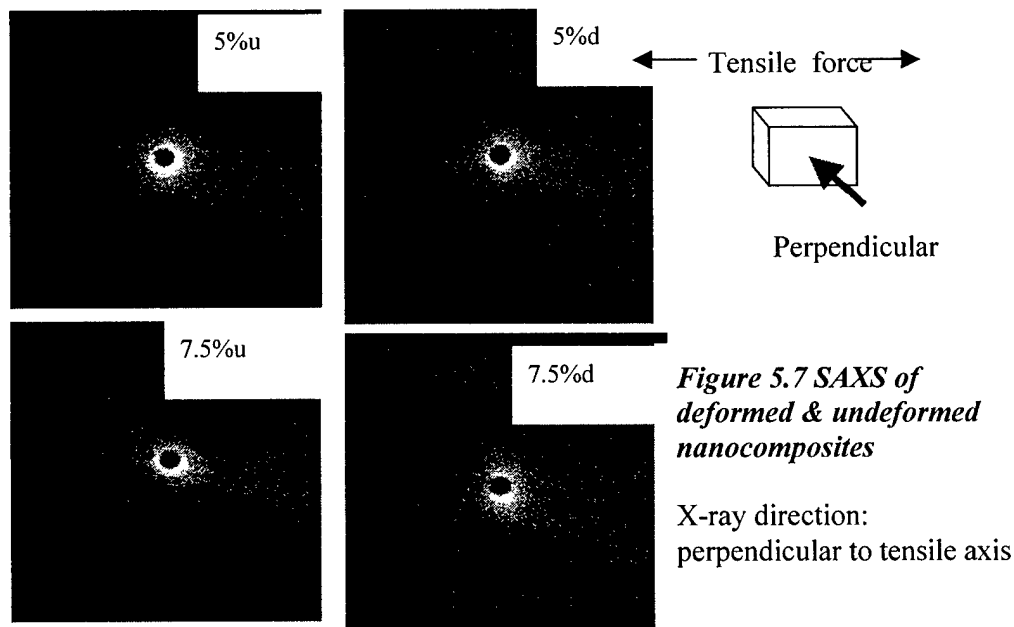 5%u
5%d
Tensile force
Perpendicular
7.5%u
7.5%d
Figure 5.7 SAXS of
deformed & undeformed
nanocomposites
X-ray direction:
perpendicular to tensile axis